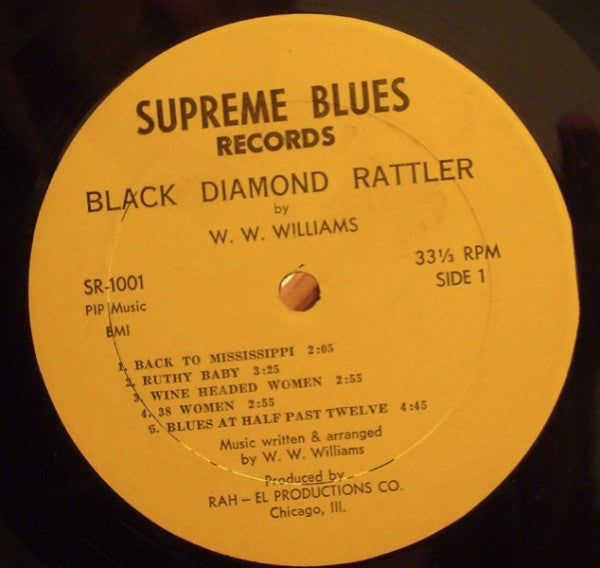 SUPREME BLUES
RECORDS
BLACK DIAMOND RATTLER
by
W. W. WILLIAMS
SR-1001
PIP Music
BMI
33⅓ RPM
SIDE 1
1. BACK TO MISSISSIPPI 2:05
2. RUTHY BABY 3:25
3. WINE HEADED WOMEN 2:55
4. 38 WOMEN 2:55
5. BLUES AT HALF PAST TWELVE 4:45
Music written & arranged
by W. W. Williams
Produced by
RAH – EL PRODUCTIONS CO.
Chicago, Ill.